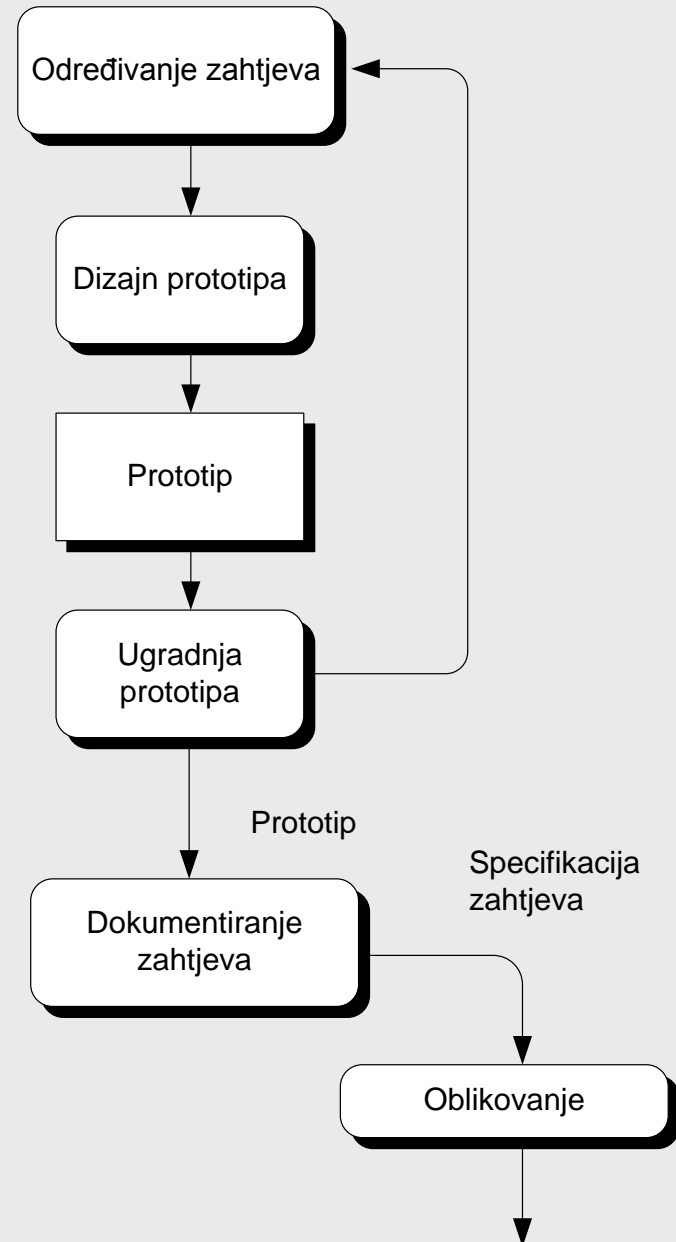 Određivanje zahtjeva
Dizajn prototipa
Prototip
Ugradnja
prototipa
Prototip
Specifikacija
zahtjeva
Dokumentiranje
zahtjeva
Oblikovanje